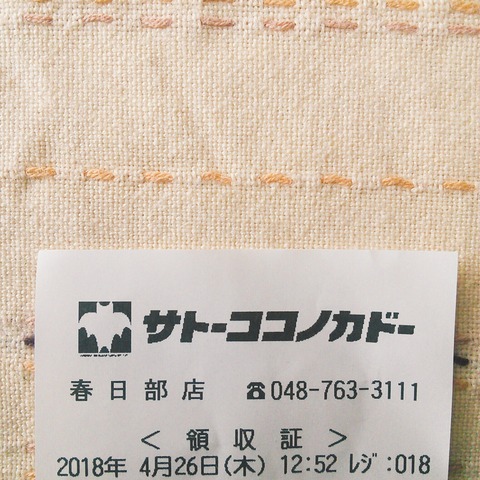 サトーココノカドー
春日部店 ☎048-763-3111
＜ 領収証 ＞
2018年 4月26日(木) 12:52 ﾚｼﾞ:018